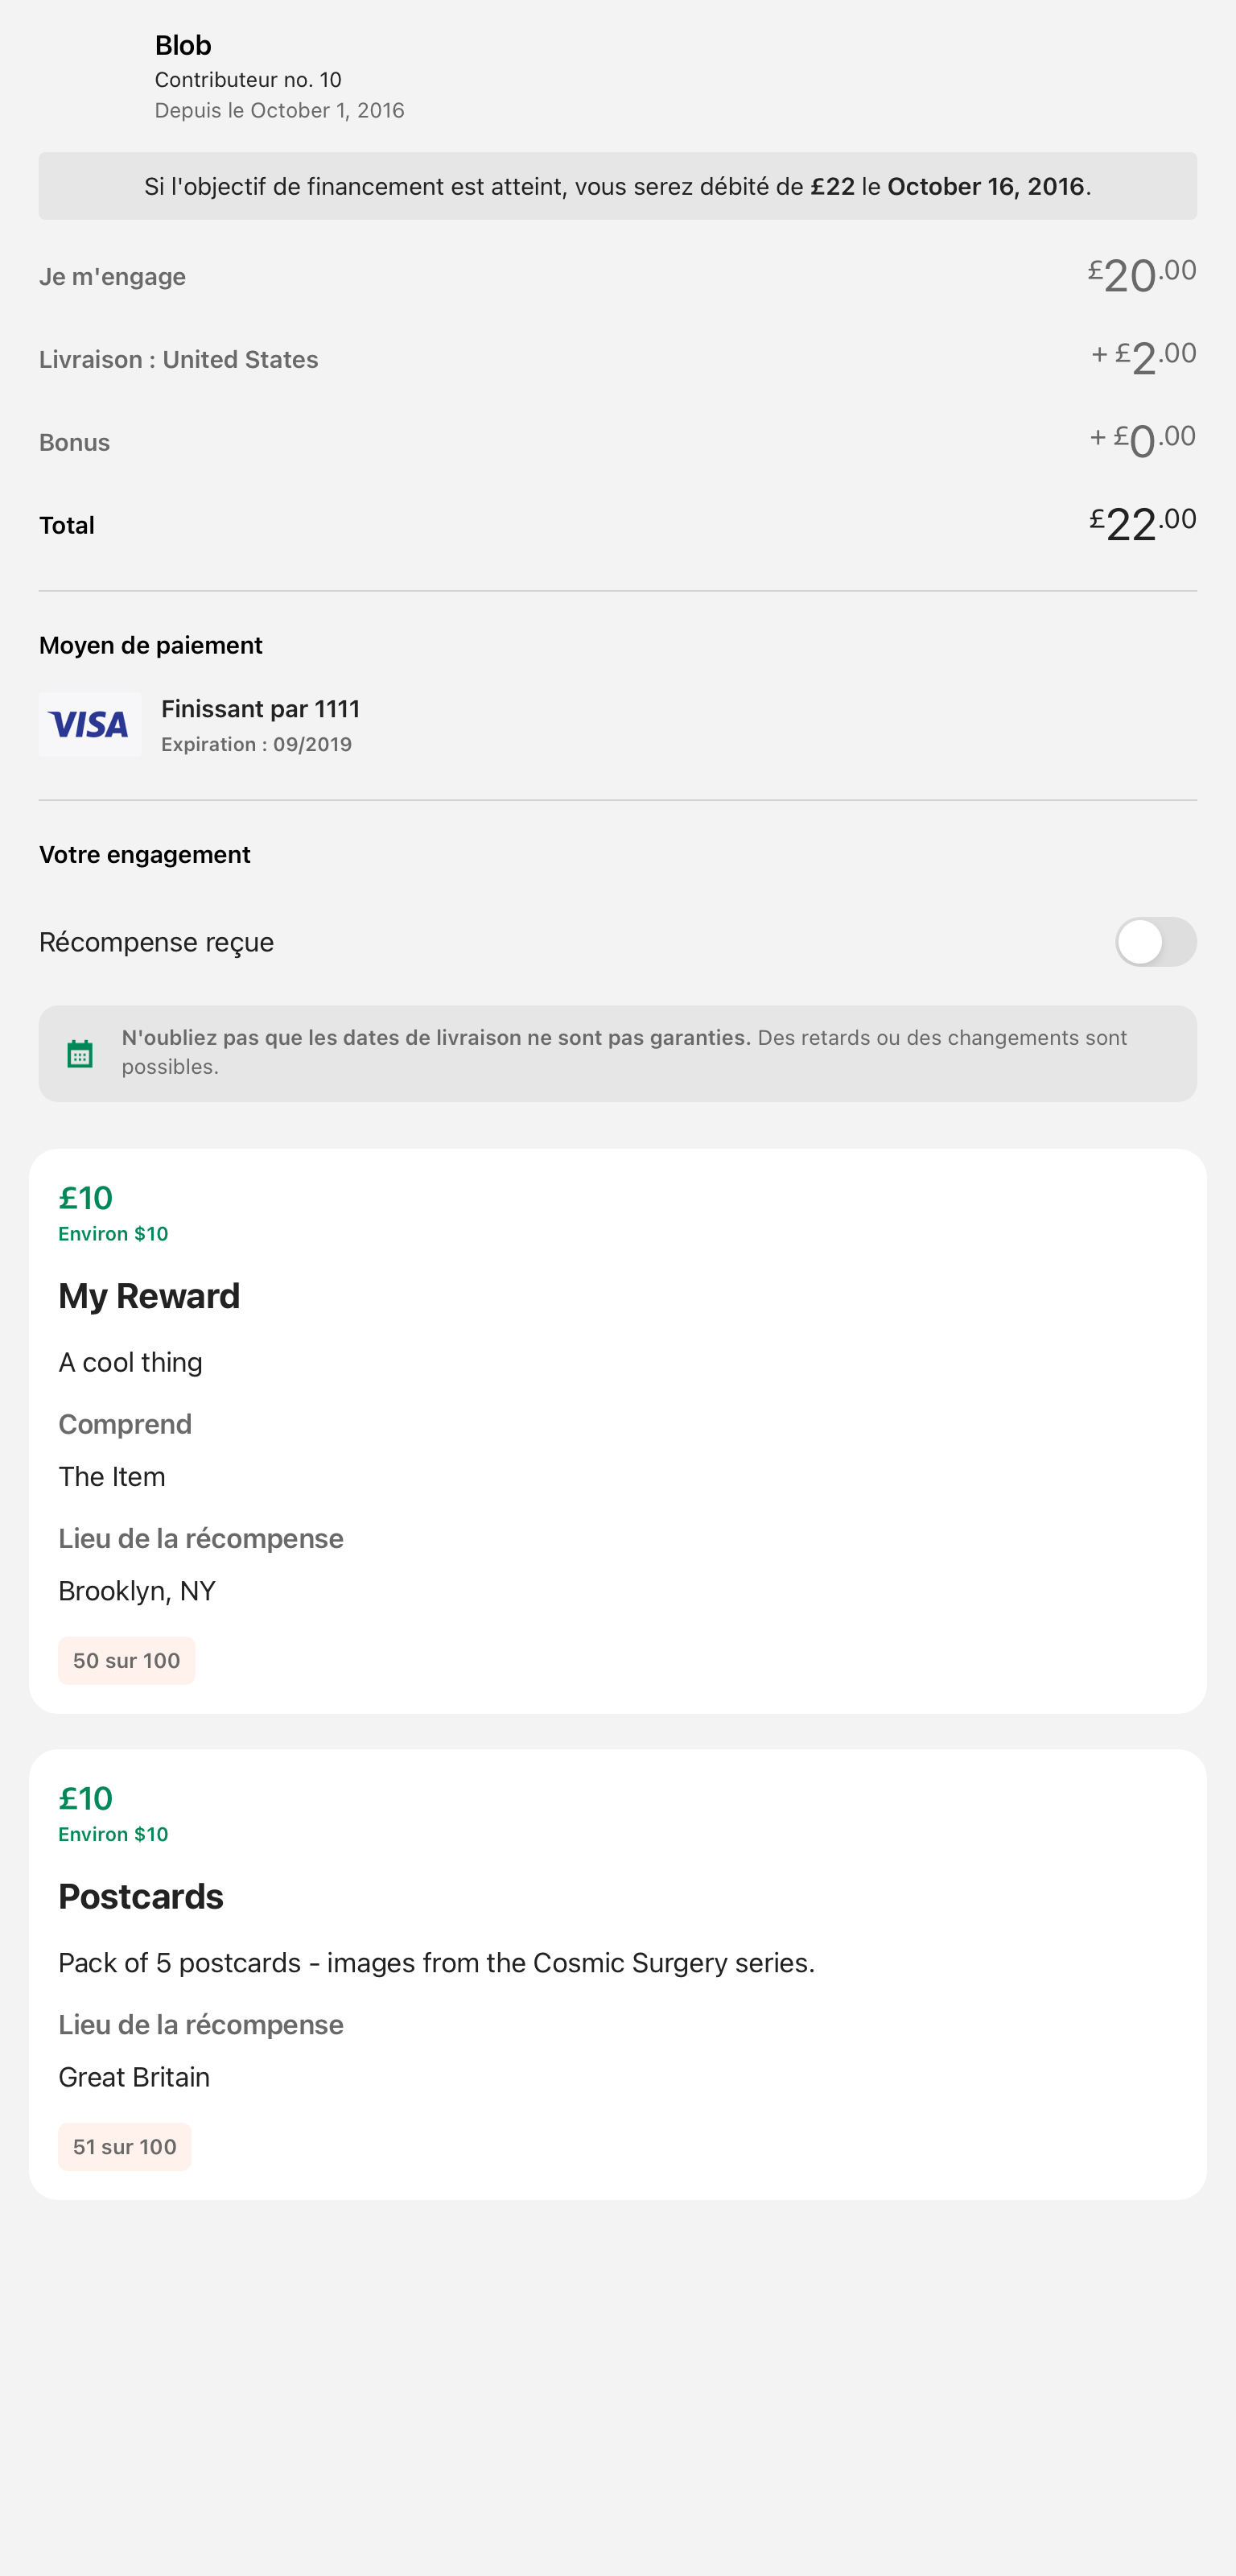 Blob
Contributeur no. 10
Depuis le October 1, 2016
Si l'objectif de financement est atteint, vous serez débité de £22 le October 16, 2016.
Je m'engage £20.00
Livraison : United States + £2.00
Bonus + £0.00
Total £22.00
Moyen de paiement
VISA
Finissant par 1111
Expiration : 09/2019
Votre engagement
Récompense reçue
N'oubliez pas que les dates de livraison ne sont pas garanties. Des retards ou des changements sont
possibles.
£10
Environ $10
My Reward
A cool thing
Comprend
The Item
Lieu de la récompense
Brooklyn, NY
50 sur 100
£10
Environ $10
Postcards
Pack of 5 postcards - images from the Cosmic Surgery series.
Lieu de la récompense
Great Britain
51 sur 100